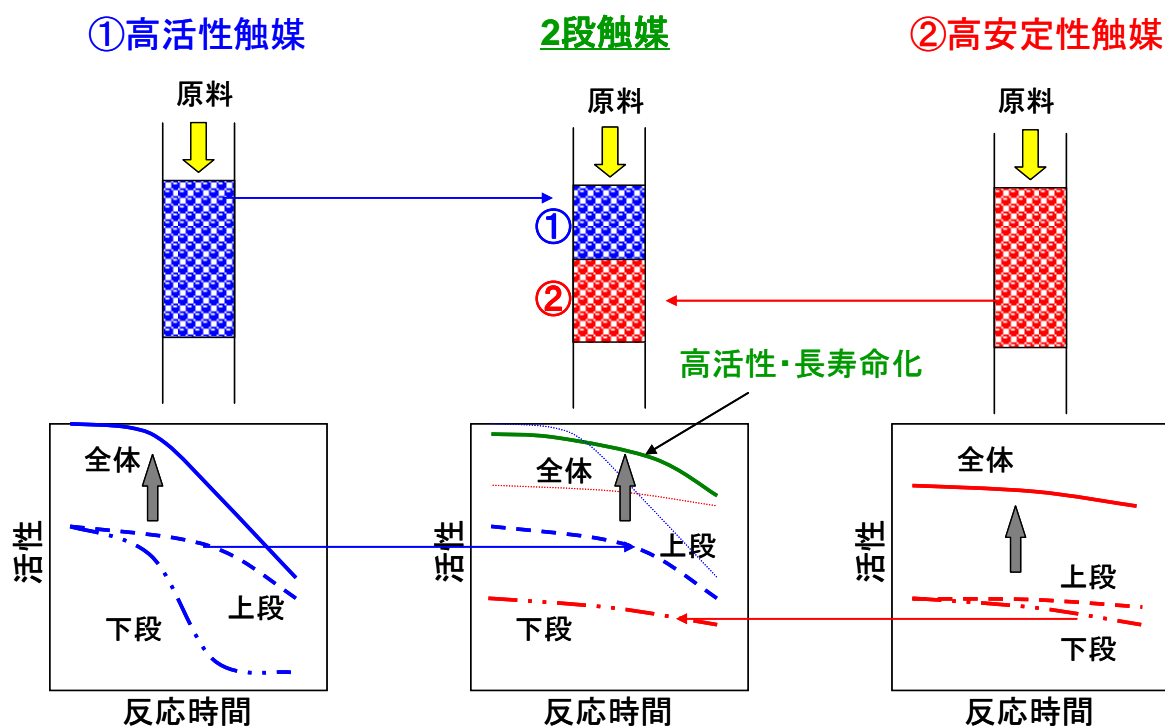 ①高活性触媒
2段触媒
②高安定性触媒
原料
原料
原料
①
②
高活性・長寿命化
全体
上段
下段
活性
反応時間
全体
上段
下段
活性
反応時間
全体
上段
下段
活性
反応時間